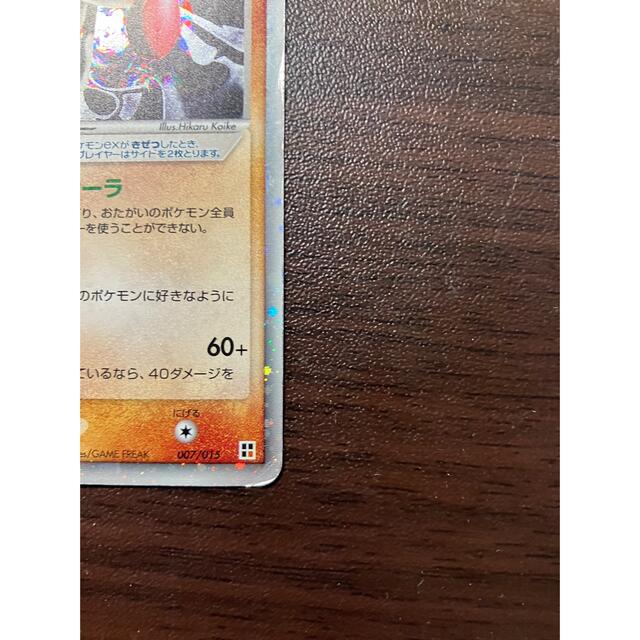 Illus.Hikaru Koike
ケモンexがきぜつしたとき、
プレイヤーはサイドを2枚とります。
ーラ
り、おたがいのポケモン全員
ーを使うことができない。
のポケモンに好きなように
60+
ているなら、40ダメージを
にげる
es/GAME FREAK
007/015